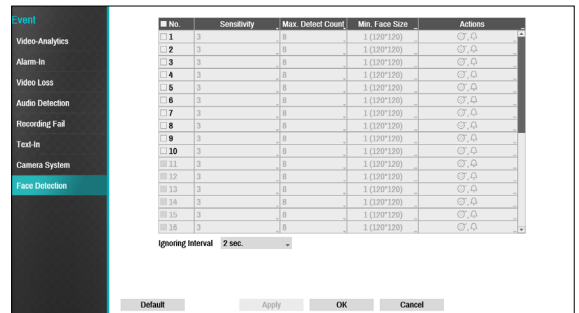 Event
Video-Analytics
Alarm-In
Video Loss
Audio Detection
Recording Fail
Text-In
Camera System
Face Detection
No. Sensitivity Max. Detect Count Min. Face Size Actions
1 3 8 1 (120*120)
2 3 8 1 (120*120)
3 3 8 1 (120*120)
4 3 8 1 (120*120)
5 3 8 1 (120*120)
6 3 8 1 (120*120)
7 3 8 1 (120*120)
8 3 8 1 (120*120)
9 3 8 1 (120*120)
10 3 8 1 (120*120)
11 3 8 1 (120*120)
12 3 8 1 (120*120)
13 3 8 1 (120*120)
14 3 8 1 (120*120)
15 3 8 1 (120*120)
16 3 8 1 (120*120)
Ignoring Interval 2 sec.
Default Apply OK Cancel